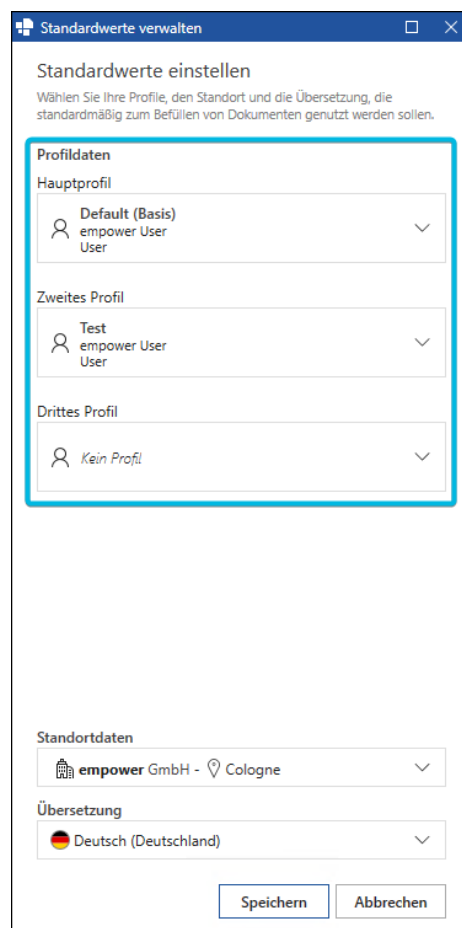 Standardwerte verwalten
Standardwerte einstellen
Wählen Sie Ihre Profile, den Standort und die Übersetzung, die
standardmäßig zum Befüllen von Dokumenten genutzt werden sollen.
Profildaten
Hauptprofil
Default (Basis)
empower User
User
Zweites Profil
Test
empower User
User
Drittes Profil
Kein Profil
Standortdaten
empower GmbH - Cologne
Übersetzung
Deutsch (Deutschland)
Speichern Abbrechen